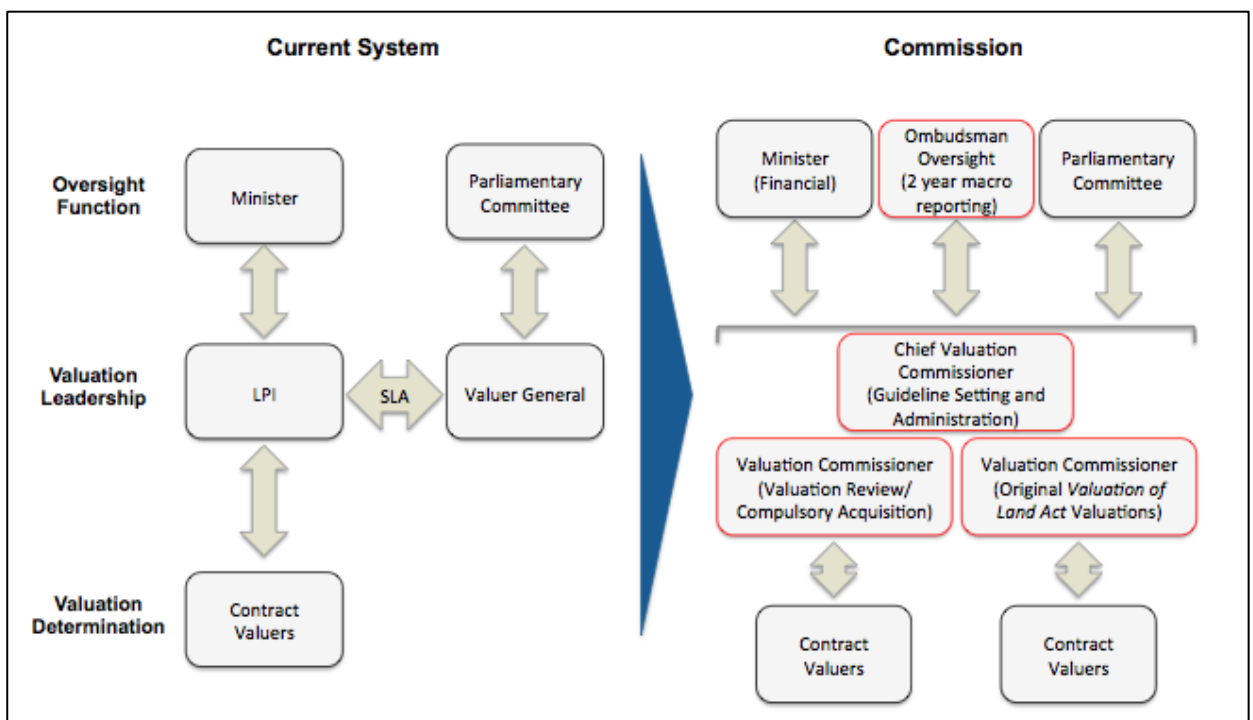 Current System
Commission
Oversight
Function
Minister
Parliamentary
Committee
Minister
(Financial)
Ombudsman
Oversight
(2 year macro
reporting)
Parliamentary
Committee
Valuation
Leadership
LPI
SLA
Valuer General
Chief Valuation
Commissioner
(Guideline Setting and
Administration)
Valuation Commissioner
(Valuation Review/
Compulsory Acquisition)
Valuation Commissioner
(Original Valuation of
Land Act Valuations)
Valuation
Determination
Contract
Valuers
Contract
Valuers
Contract
Valuers